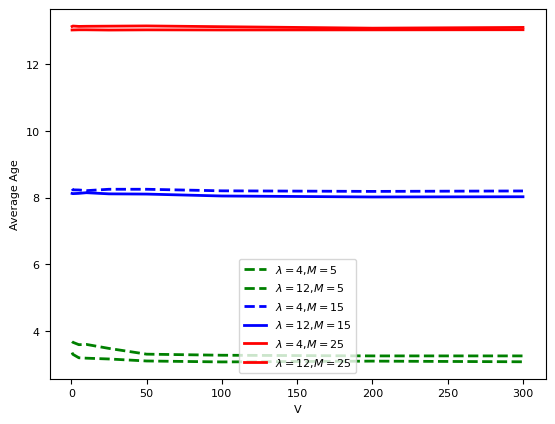 12
10
8
6
4
Average Age
λ = 4,M = 5
λ = 12,M = 5
λ = 4,M = 15
λ = 12,M = 15
λ = 4,M = 25
λ = 12,M = 25
0 50 100 150 200 250 300
V